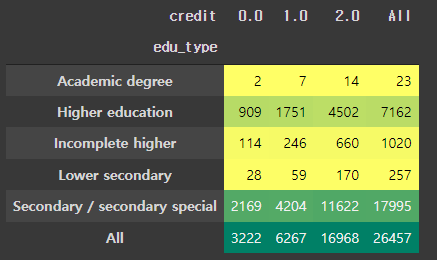 credit 0.0 1.0 2.0 All
edu_type
Academic degree 2 7 14 23
Higher education 909 1751 4502 7162
Incomplete higher 114 246 660 1020
Lower secondary 28 59 170 257
Secondary / secondary special 2169 4204 11622 17995
All 3222 6267 16968 26457